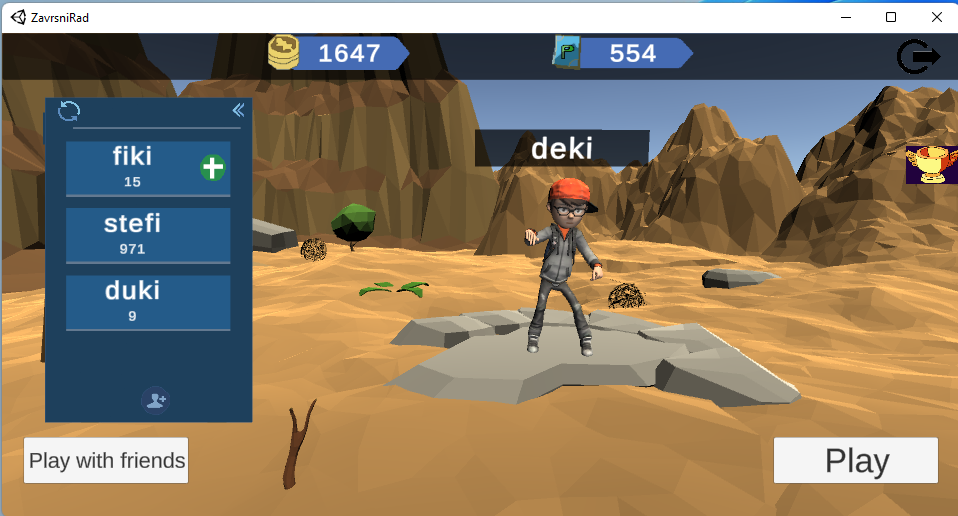 ZavrsniRad
1647
554
P
fiki
15
stefi
971
duki
9
deki
Play with friends
Play